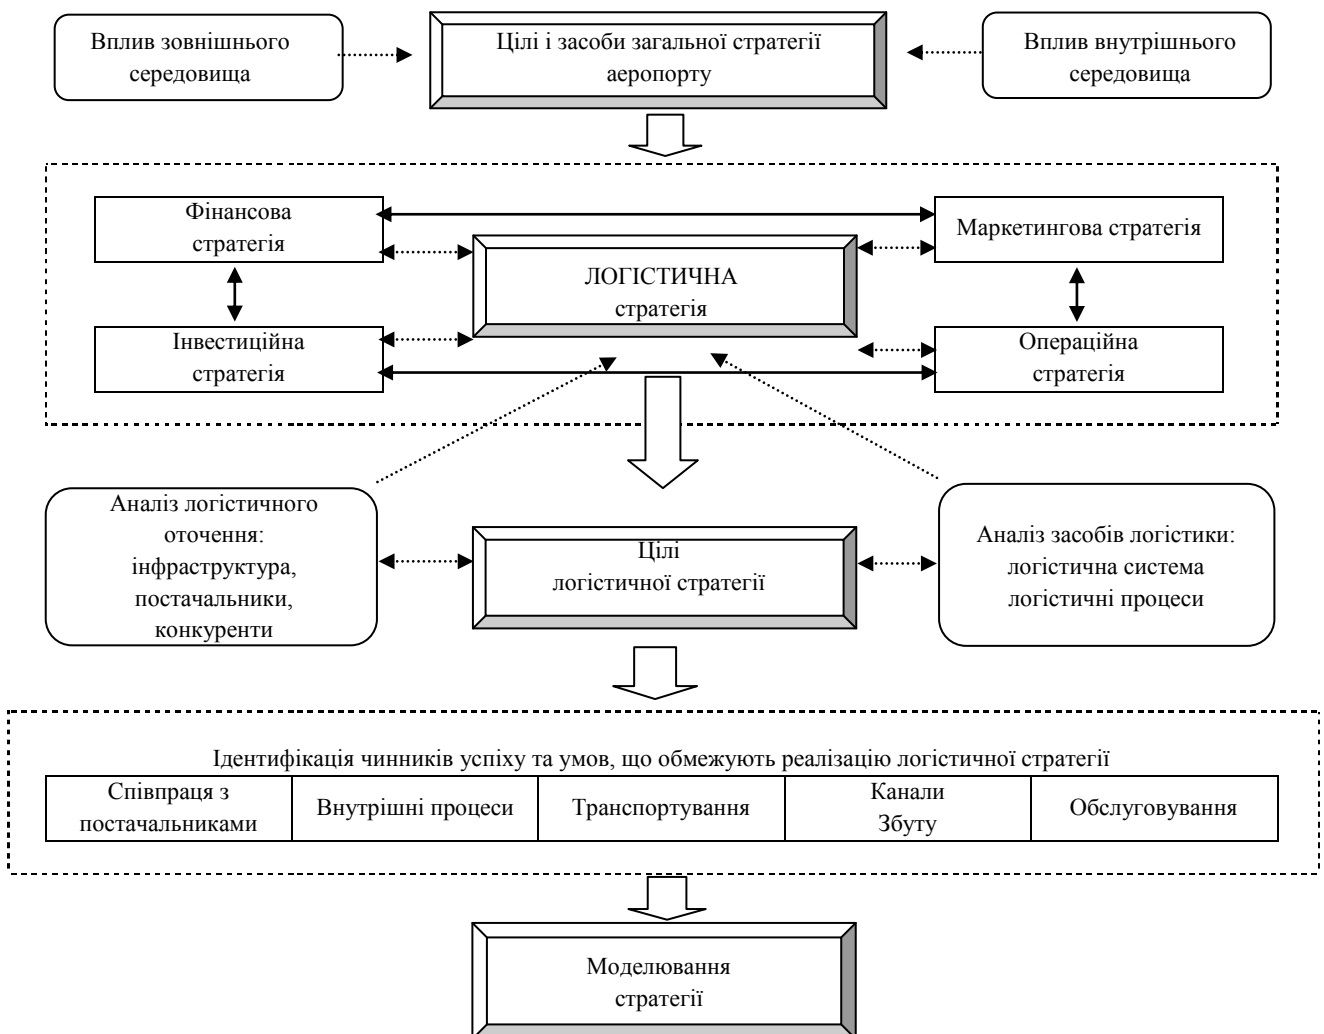 Вплив зовнішнього
середовища
Цілі і засоби загальної стратегії
аеропорту
Вплив внутрішнього
середовища
Фінансова
стратегія
Маркетингова стратегія
ЛОГІСТИЧНА
стратегія
Інвестиційна
стратегія
Операційна
стратегія
Аналіз логістичного
оточення:
інфраструктура,
постачальники,
конкуренти
Цілі
логістичної стратегії
Аналіз засобів логістики:
логістична система
логістичні процеси
Ідентифікація чинників успіху та умов, що обмежують реалізацію логістичної стратегії
Співпраця з
постачальниками
Внутрішні процеси
Транспортування
Канали
Збуту
Обслуговування
Моделювання
стратегії